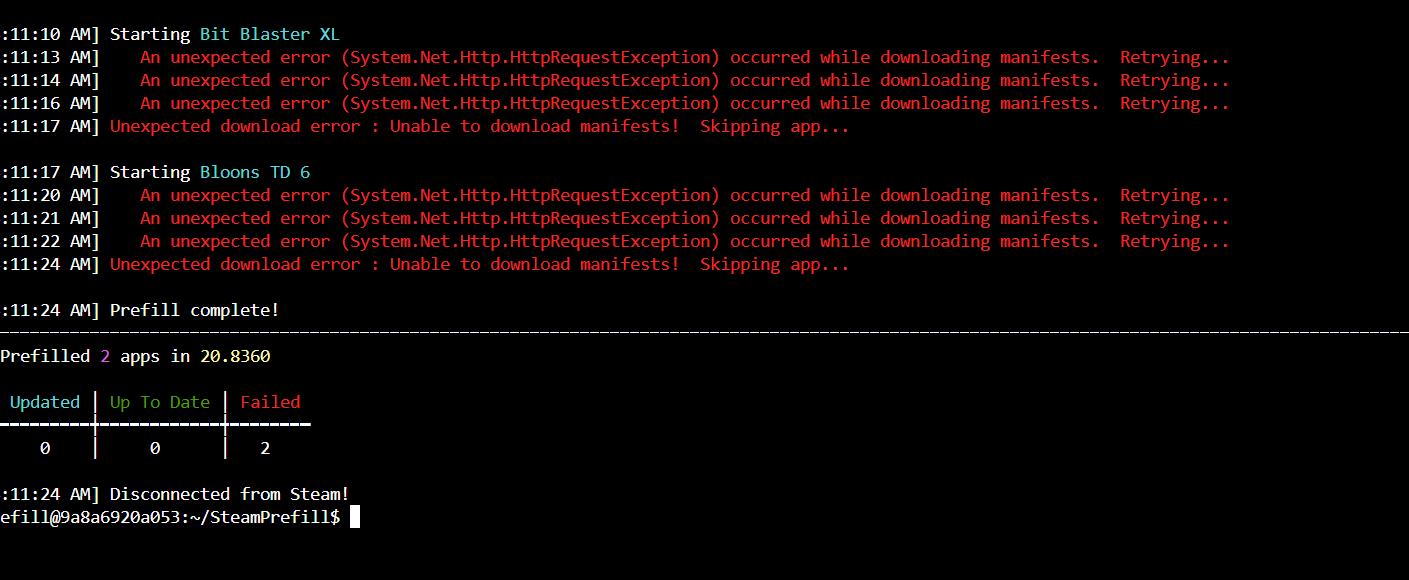 :11:10 AM] Starting Bit Blaster XL
:11:13 AM]    An unexpected error (System.Net.Http.HttpRequestException) occurred while downloading manifests.  Retrying...
:11:14 AM]    An unexpected error (System.Net.Http.HttpRequestException) occurred while downloading manifests.  Retrying...
:11:16 AM]    An unexpected error (System.Net.Http.HttpRequestException) occurred while downloading manifests.  Retrying...
:11:17 AM] Unexpected download error : Unable to download manifests!  Skipping app...
:11:17 AM] Starting Bloons TD 6
:11:20 AM]    An unexpected error (System.Net.Http.HttpRequestException) occurred while downloading manifests.  Retrying...
:11:21 AM]    An unexpected error (System.Net.Http.HttpRequestException) occurred while downloading manifests.  Retrying...
:11:22 AM]    An unexpected error (System.Net.Http.HttpRequestException) occurred while downloading manifests.  Retrying...
:11:24 AM] Unexpected download error : Unable to download manifests!  Skipping app...
:11:24 AM] Prefill complete!
Prefilled 2 apps in 20.8360
Updated │ Up To Date │ Failed
0 │ 0 │ 2
:11:24 AM] Disconnected from Steam!
efill@9a8a6920a053:~/SteamPrefill$